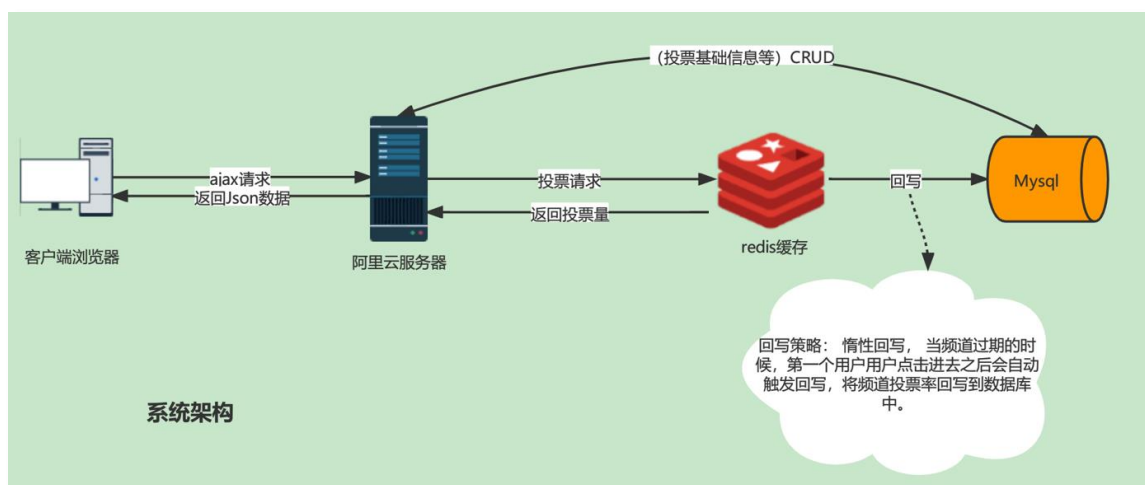 （投票基础信息等）CRUD
ajax请求
返回Json数据
投票请求
返回投票量
回写
Mysql
客户端浏览器
阿里云服务器
redis缓存
回写策略： 惰性回写， 当频道过期的时
候，第一个用户用户点击进去之后会自动
触发回写，将频道投票率回写到数据库
中。
系统架构